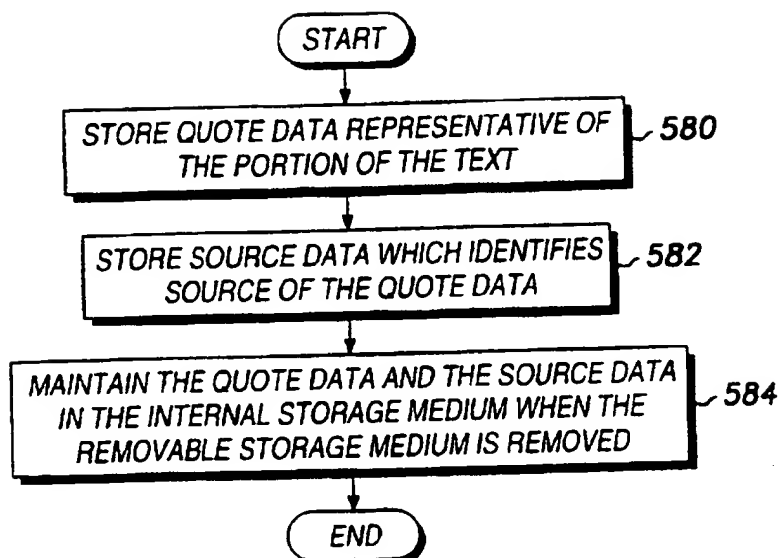 START
STORE QUOTE DATA REPRESENTATIVE OF
THE PORTION OF THE TEXT
580
STORE SOURCE DATA WHICH IDENTIFIES
SOURCE OF THE QUOTE DATA
582
MAINTAIN THE QUOTE DATA AND THE SOURCE DATA
IN THE INTERNAL STORAGE MEDIUM WHEN THE
REMOVABLE STORAGE MEDIUM IS REMOVED
584
END